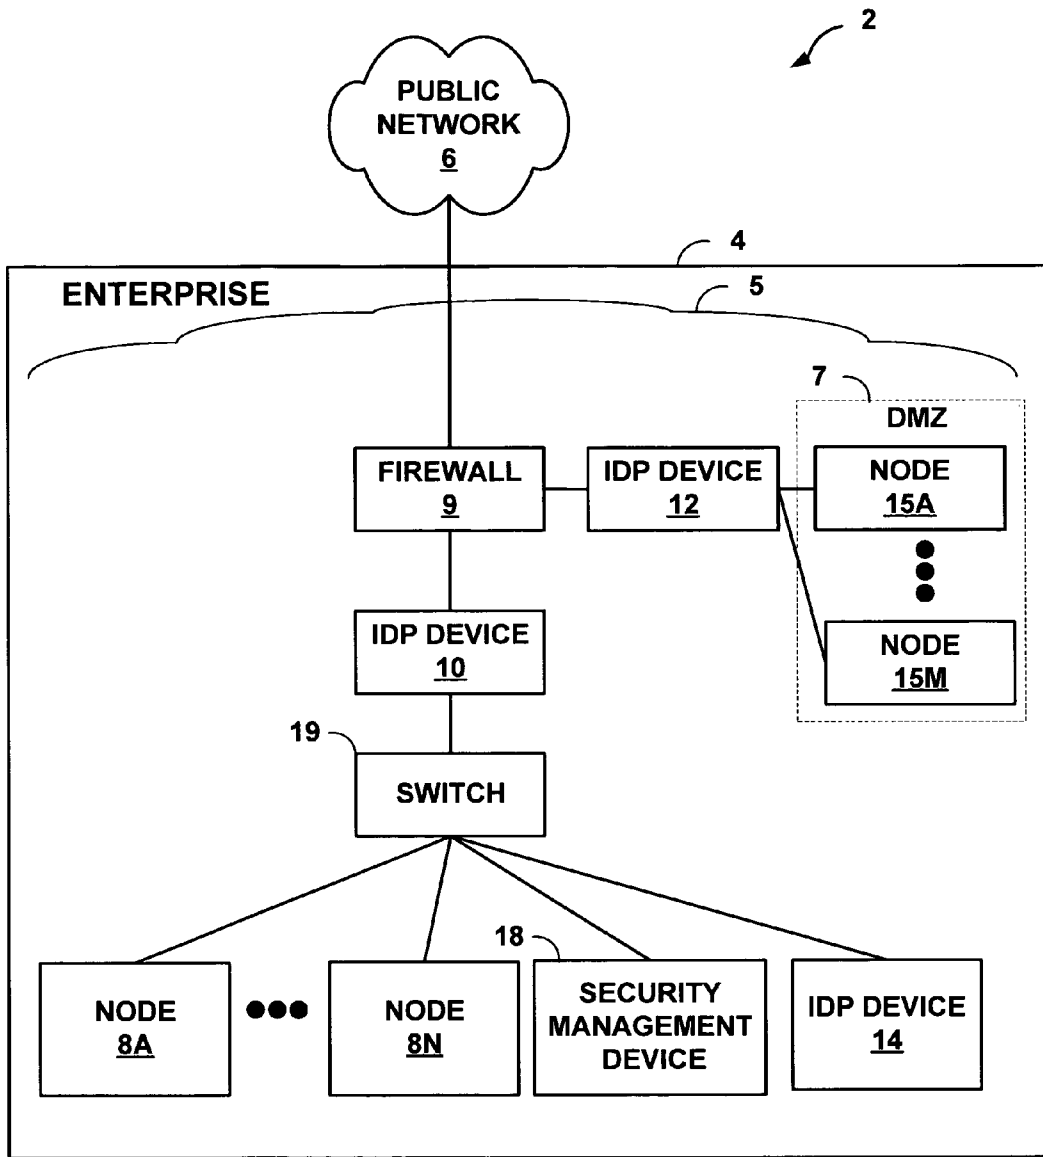 2
PUBLIC
NETWORK
6
4
ENTERPRISE
5
7
DMZ
FIREWALL
9
IDP DEVICE
12
NODE
15A
IDP DEVICE
10
NODE
15M
19
SWITCH
18
NODE
8A
NODE
8N
SECURITY
MANAGEMENT
DEVICE
IDP DEVICE
14